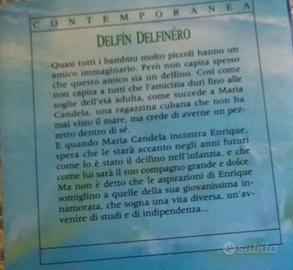 CONTEMPORANEA
DELFÍN DELFINÉRO
Quasi tutti i bambini molto piccoli hanno un
amico immaginario. Però non capita spesso
che questo amico sia un delfino. Così come
non capita a tutti che l'amicizia duri fino alle
soglie dell'età adulta, come succede a Maria
Candela, una ragazzina cubana che non ha
mai visto il mare, ma crede di averne un pez-
zetto dentro di sé.
E quando Maria Candela incontra Enrique,
spera che le starà accanto negli anni futuri
come lo è stato il delfino nell'infanzia, e che
come lui sarà il suo compagno grande e dolce.
Ma non è detto che le aspirazioni di Enrique
somiglino a quelle della sua giovanissima in-
namorata, che sogna una vita diversa, un'av-
venire di studi e di indipendenza...
subito